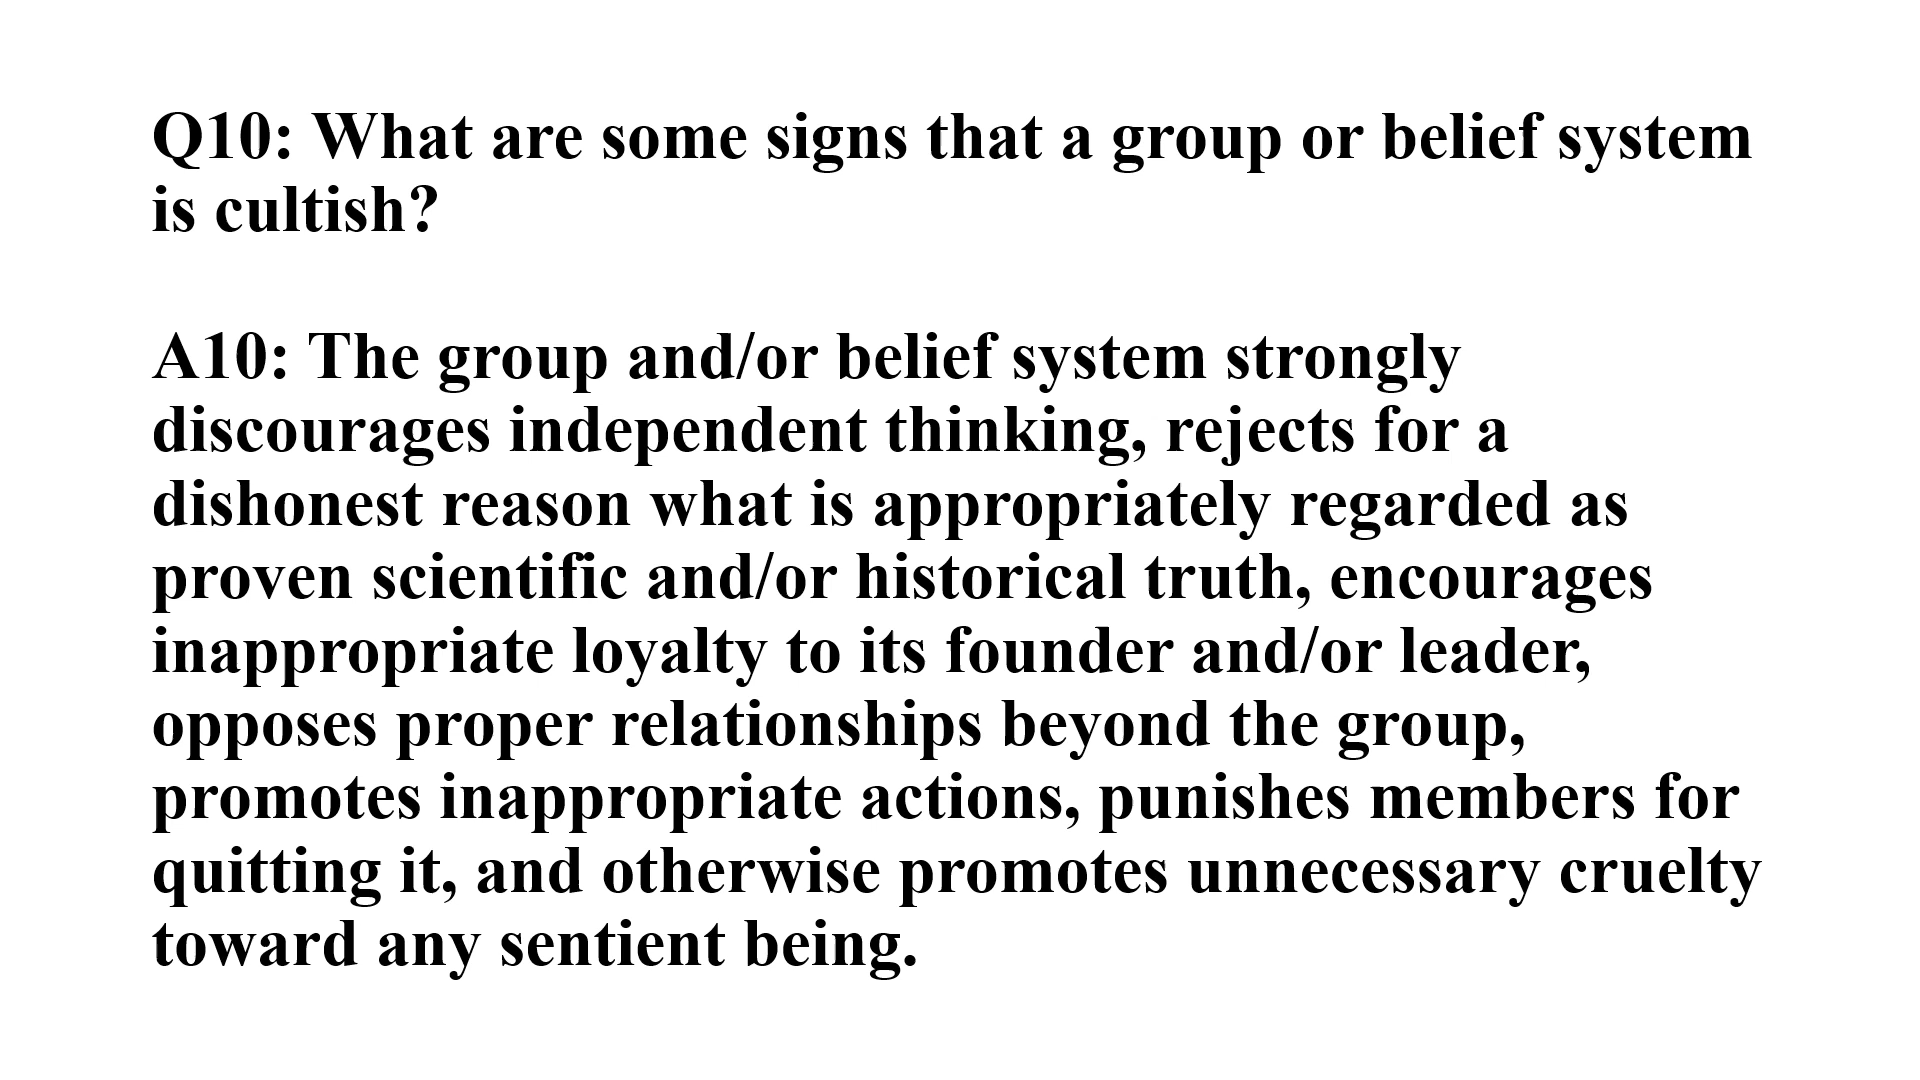 Q10: What are some signs that a group or belief system
is cultish?
A10: The group and/or belief system strongly
discourages independent thinking, rejects for a
dishonest reason what is appropriately regarded as
proven scientific and/or historical truth, encourages
inappropriate loyalty to its founder and/or leader,
opposes proper relationships beyond the group,
promotes inappropriate actions, punishes members for
quitting it, and otherwise promotes unnecessary cruelty
toward any sentient being.